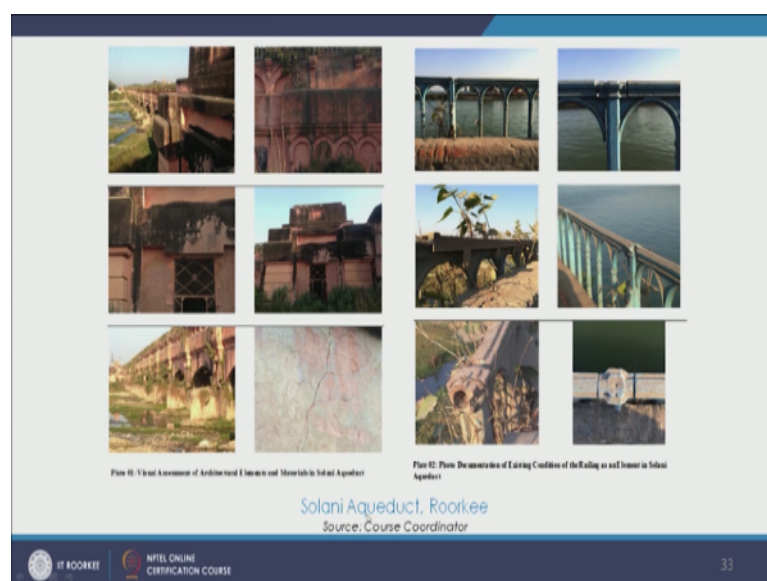 Plate 01: Visual Assessment of Architectural Elements and Materials in Solani Aqueduct
Plate 02: Photo Documentation of Existing Condition of the Railing as an Element in Solani
Aqueduct
Solani Aqueduct, Roorkee
Source: Course Coordinator
IIT ROORKEE
NPTEL ONLINE
CERTIFICATION COURSE
33